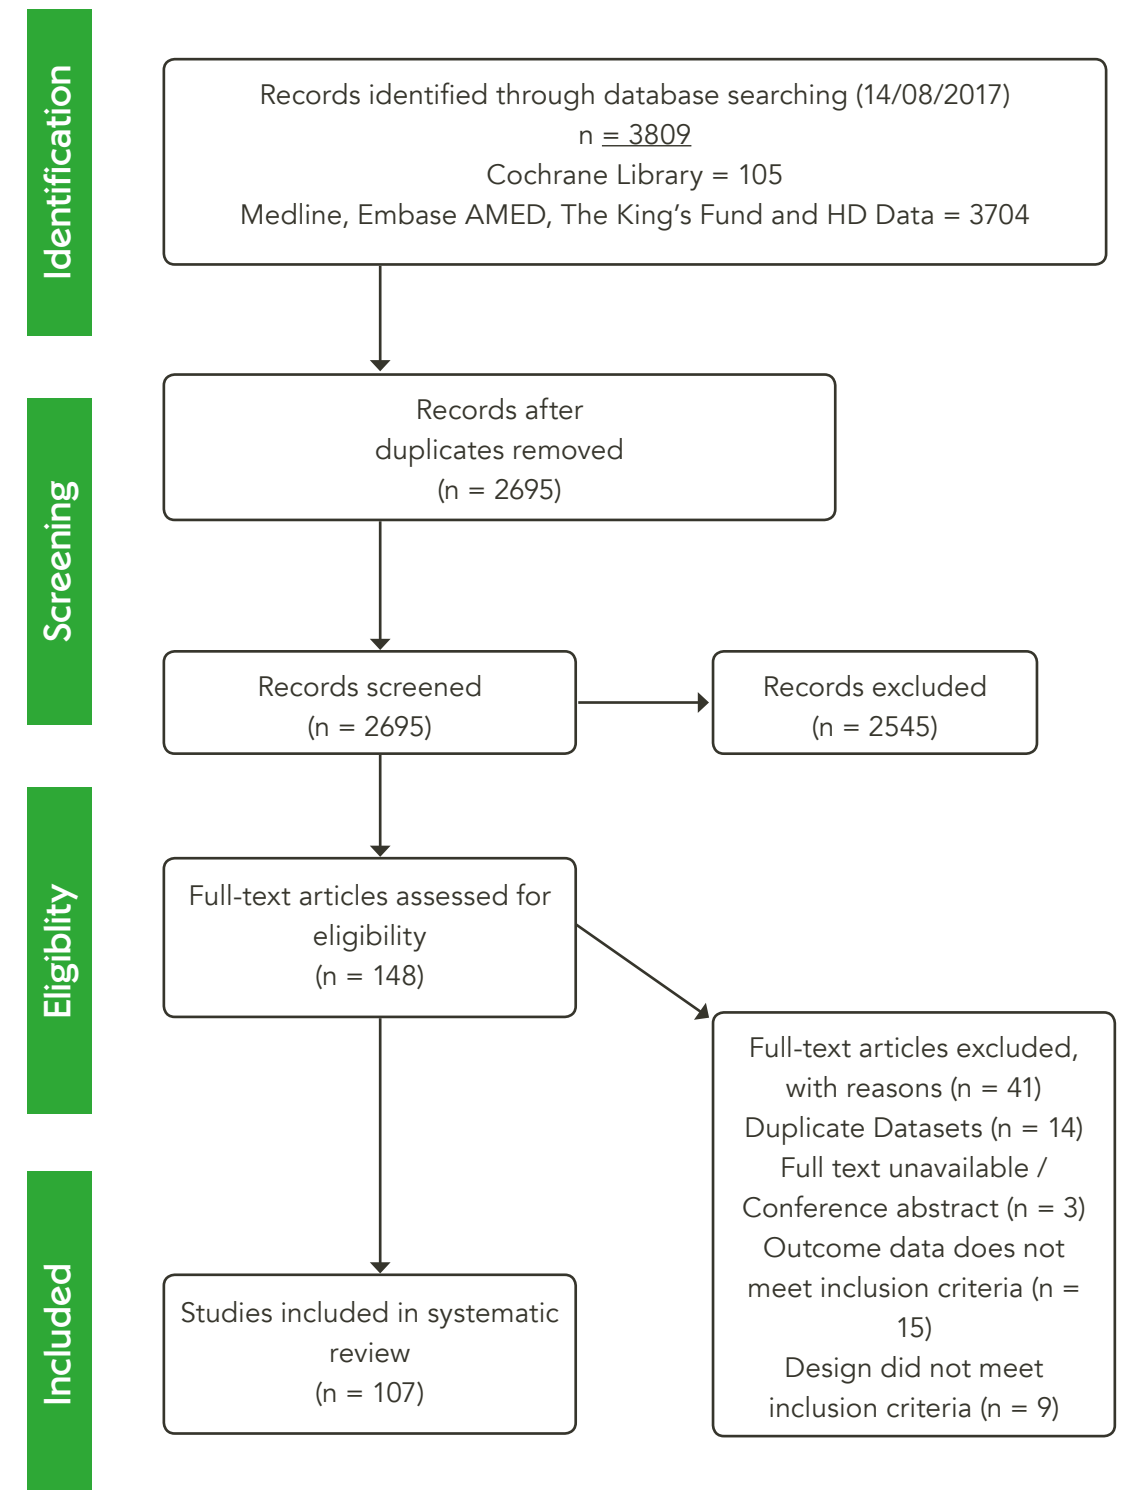 Identification
Records identified through database searching (14/08/2017)
n = 3809
Cochrane Library = 105
Medline, Embase AMED, The King's Fund and HD Data = 3704
Screening
Records after
duplicates removed
(n = 2695)
Records screened
(n = 2695)
Records excluded
(n = 2545)
Eligiblity
Full-text articles assessed for
eligibility
(n = 148)
Full-text articles excluded,
with reasons (n = 41)
Duplicate Datasets (n = 14)
Full text unavailable /
Conference abstract (n = 3)
Outcome data does not
meet inclusion criteria (n =
15)
Design did not meet
inclusion criteria (n = 9)
Included
Studies included in systematic
review
(n = 107)